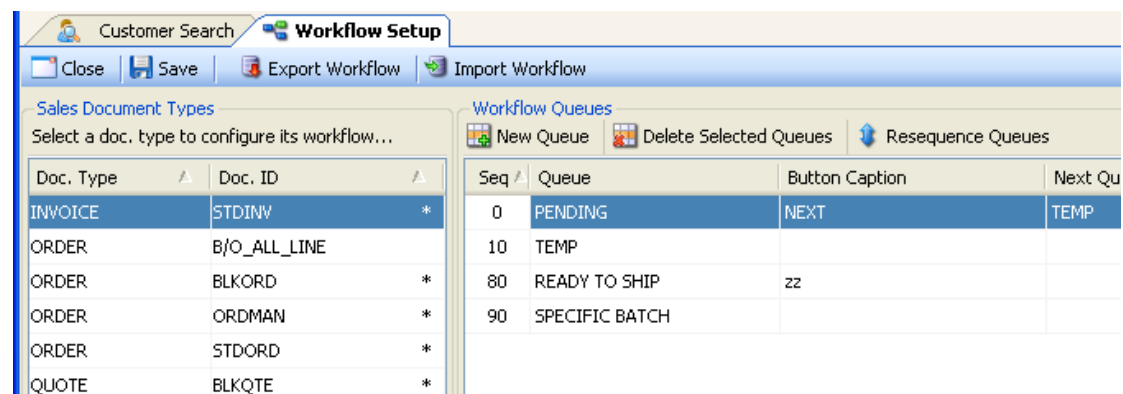 Customer Search Workflow Setup
Close Save Export Workflow Import Workflow
Sales Document Types
Select a doc. type to configure its workflow...
Doc. Type Doc. ID
INVOICE STDINV *
ORDER B/O_ALL_LINE
ORDER BLKORD *
ORDER ORDMAN *
ORDER STDORD *
QUOTE BLKQTE *
Workflow Queues
New Queue Delete Selected Queues Resequence Queues
Seq Queue Button Caption Next Qu
0 PENDING NEXT TEMP
10 TEMP
80 READY TO SHIP zz
90 SPECIFIC BATCH